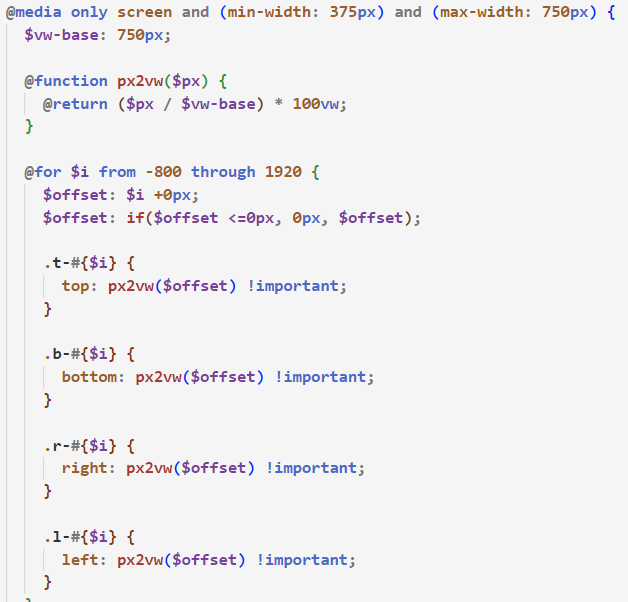 @media only screen and (min-width: 375px) and (max-width: 750px) {
  $vw-base: 750px;

  @function px2vw($px) {
    @return ($px / $vw-base) * 100vw;
  }

  @for $i from -800 through 1920 {
    $offset: $i +0px;
    $offset: if($offset <=0px, 0px, $offset);

    .t-#{$i} {
      top: px2vw($offset) !important;
    }

    .b-#{$i} {
      bottom: px2vw($offset) !important;
    }

    .r-#{$i} {
      right: px2vw($offset) !important;
    }

    .l-#{$i} {
      left: px2vw($offset) !important;
    }
  }